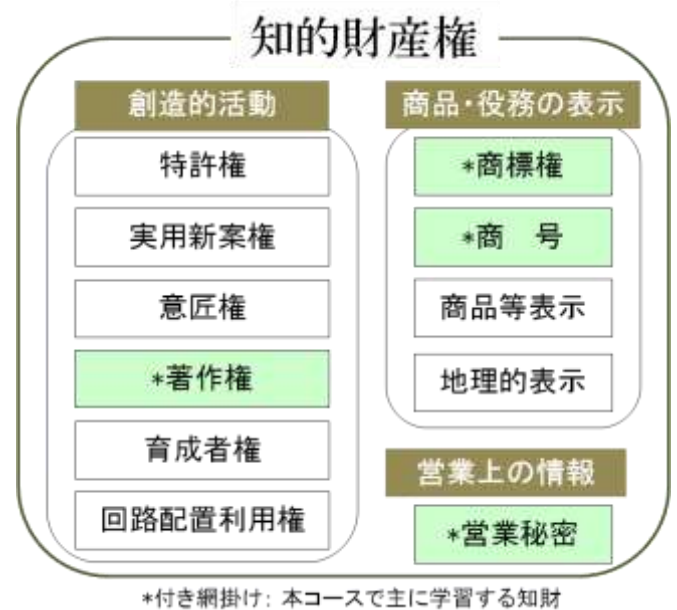 知的財産権
創造的活動
特許権
実用新案権
意匠権
*著作権
育成者権
回路配置利用権
商品・役務の表示
*商標権
*商　号
商品等表示
地理的表示
営業上の情報
*営業秘密
*付き網掛け: 本コースで主に学習する知財